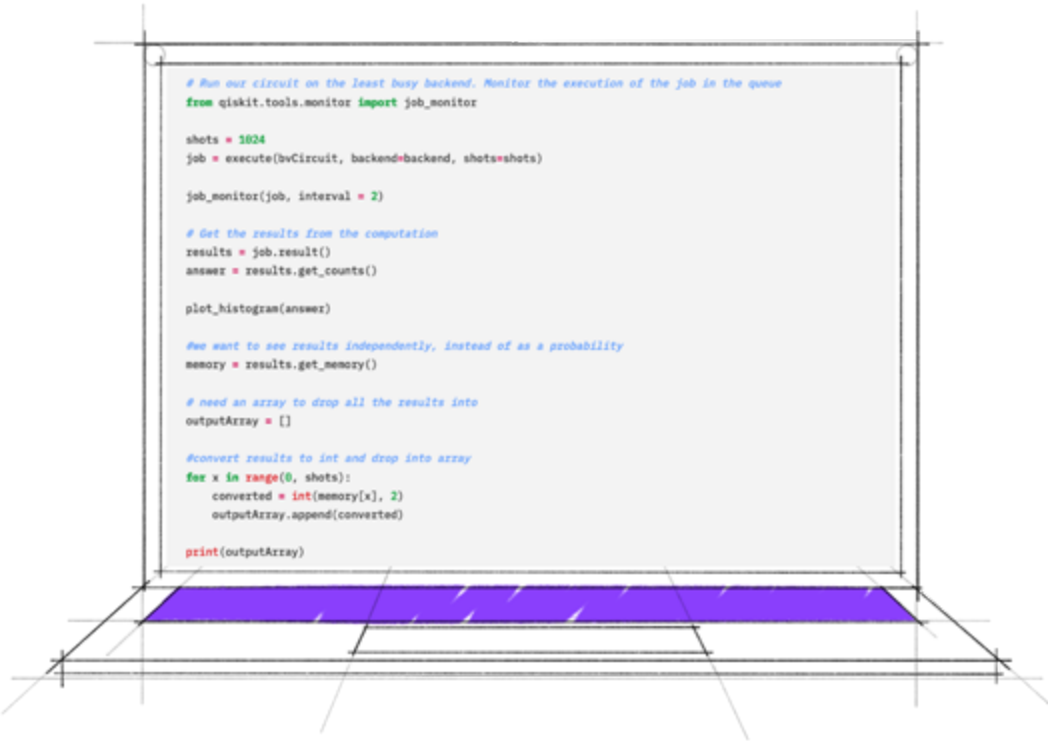 # Run our circuit on the least busy backend. Monitor the execution of the job in the queue
from qiskit.tools.monitor import job_monitor
shots = 1024
job = execute(bvCircuit, backend=backend, shots=shots)
job_monitor(job, interval = 2)
# Get the results from the computation
results = job.result()
answer = results.get_counts()
plot_histogram(answer)
#we want to see results independently, instead of as a probability
memory = results.get_memory()
# need an array to drop all the results into
outputArray = []
#convert results to int and drop into array
for x in range(0, shots):
    converted = int(memory[x], 2)
    outputArray.append(converted)
print(outputArray)